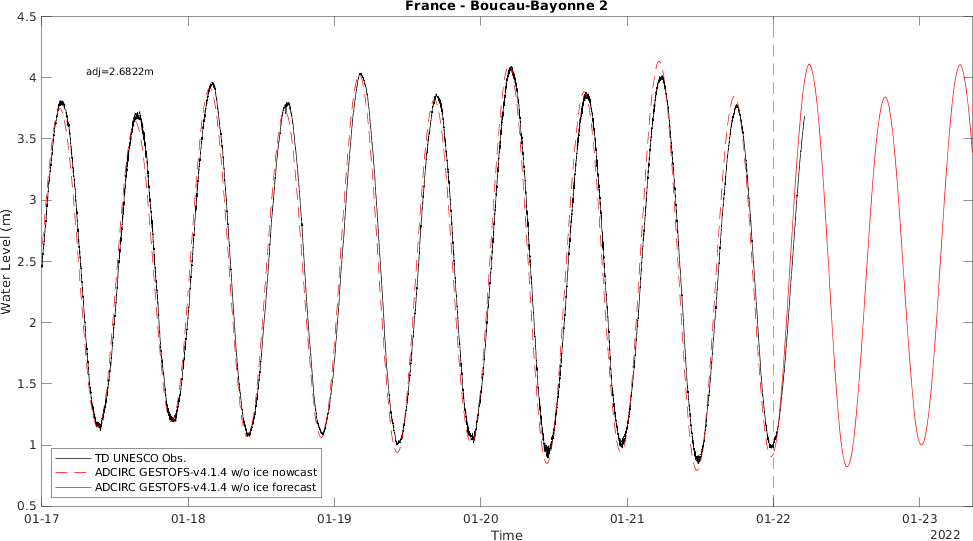 France - Boucau-Bayonne 2
4.5
4
3.5
3
2.5
2
1.5
1
0.5
Water Level (m)
adj=2.6822m
TD UNESCO Obs.
ADCIRC GESTOFS-v4.1.4 w/o ice nowcast
ADCIRC GESTOFS-v4.1.4 w/o ice forecast
01-17
01-18
01-19
01-20
01-21
01-22
01-23
Time
2022